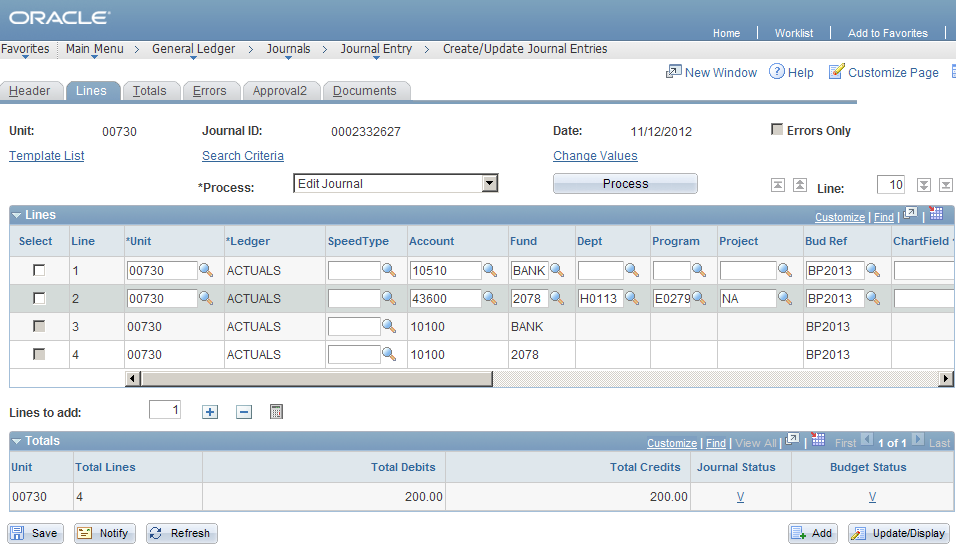 ORACLE
Home | Worklist | Add to Favorites |
Favorites Main Menu > General Ledger > Journals > Journal Entry > Create/Update Journal Entries
New Window Help Customize Page
Header Lines Totals Errors Approval2 Documents
Unit: 00730 Journal ID: 0002332627 Date: 11/12/2012 Errors Only
Template List Search Criteria Change Values
*Process: Edit Journal Process Line: 10
Lines Customize | Find | |
Select Line *Unit *Ledger SpeedType Account Fund Dept Program Project Bud Ref ChartField
1 00730 ACTUALS 10510 BANK BP2013
2 00730 ACTUALS 43600 2078 H0113 E0279 NA BP2013
3 00730 ACTUALS 10100 BANK BP2013
4 00730 ACTUALS 10100 2078 BP2013
Lines to add: 1
Totals Customize | Find | View All | | First 1 of 1 Last
Unit Total Lines Total Debits Total Credits Journal Status Budget Status
00730 4 200.00 200.00 V V
Save Notify Refresh Add Update/Display